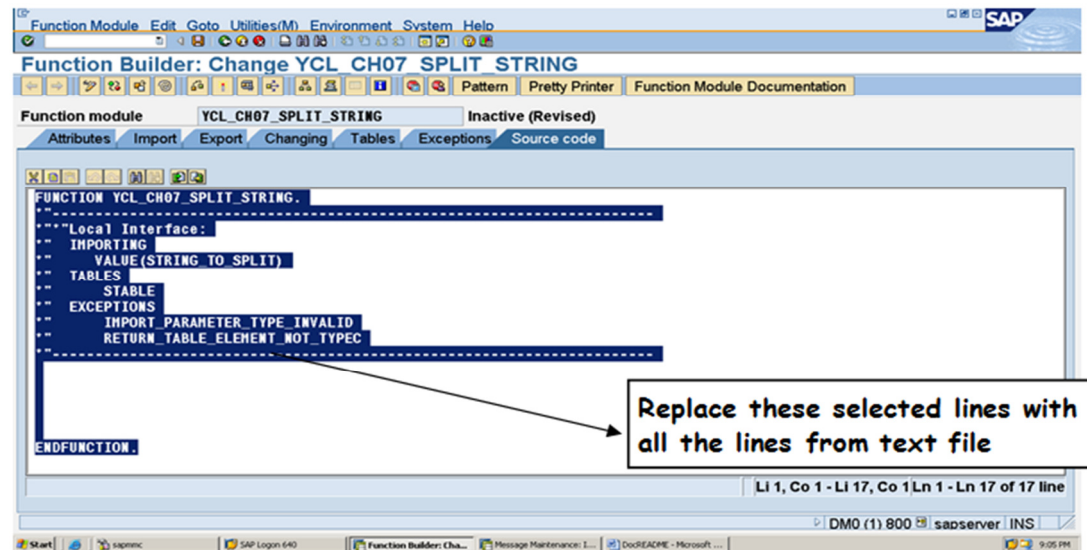 Function Module Edit Goto Utilities(M) Environment System Help
SAP
Function Builder: Change YCL_CH07_SPLIT_STRING
Pattern Pretty Printer Function Module Documentation
Function module YCL_CH07_SPLIT_STRING Inactive (Revised)
Attributes Import Export Changing Tables Exceptions Source code
FUNCTION YCL_CH07_SPLIT_STRING.
*"----------------------------------------------------------------------
*"*"Local Interface:
*" IMPORTING
*" VALUE(STRING_TO_SPLIT)
*" TABLES
*" STABLE
*" EXCEPTIONS
*" IMPORT_PARAMETER_TYPE_INVALID
*" RETURN_TABLE_ELEMENT_NOT_TYPEC
*"----------------------------------------------------------------------
Replace these selected lines with
all the lines from text file
ENDFUNCTION.
Li 1, Co 1 - Li 17, Co 1 Ln 1 - Ln 17 of 17 line
DM0 (1) 800 sapserver INS
Start sapmmc SAP Logon 640 Function Builder: Cha... Message Maintenance: I... DocREADME - Microsoft ... 9:05 PM